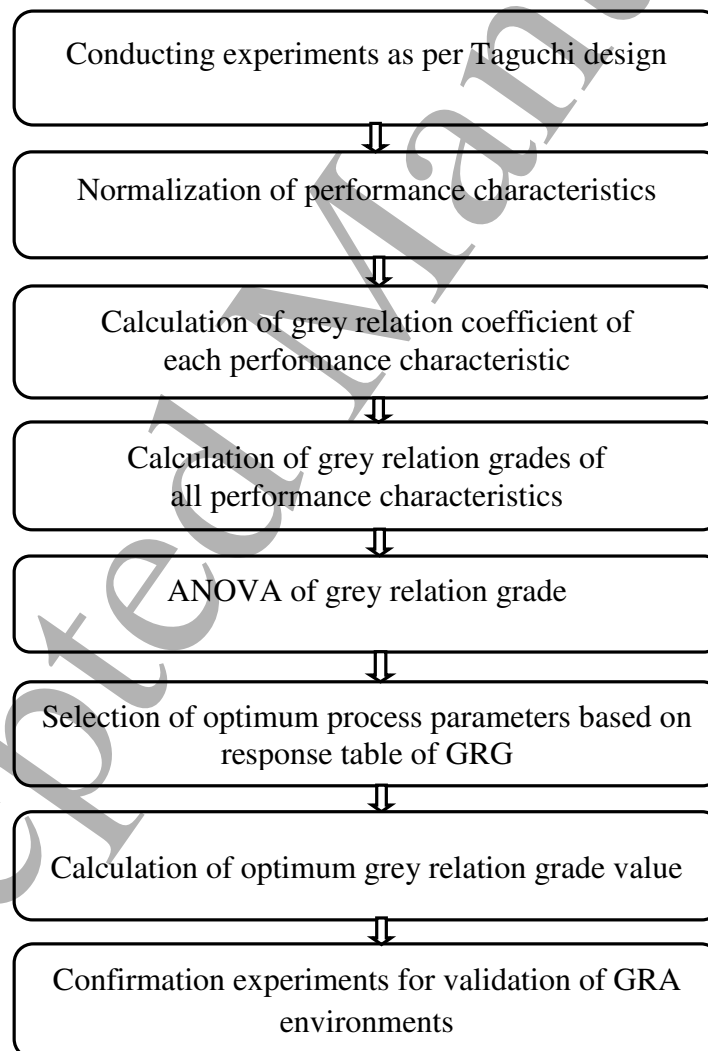 Conducting experiments as per Taguchi design
Normalization of performance characteristics
Calculation of grey relation coefficient of
each performance characteristic
Calculation of grey relation grades of
all performance characteristics
ANOVA of grey relation grade
Selection of optimum process parameters based on
response table of GRG
Calculation of optimum grey relation grade value
Confirmation experiments for validation of GRA
environments